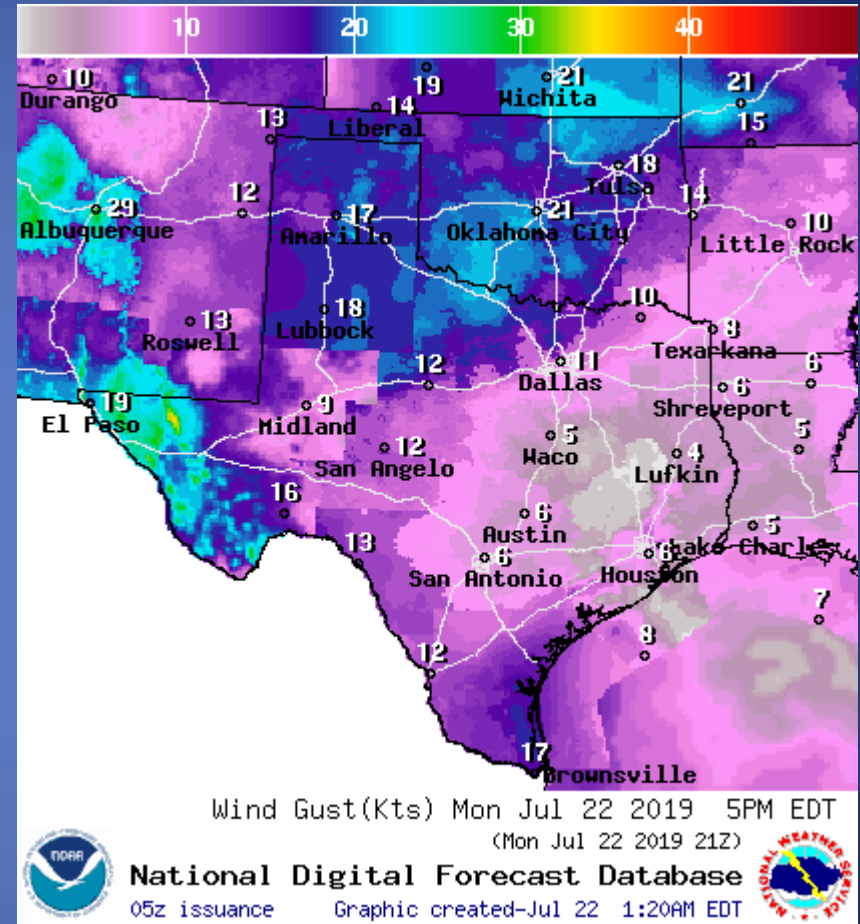 10 20 30 40
10 19 21 21
Durango Wichita
14
Liberal
13 15
18
Tulsa
29 12 17 21 14 10
Albuquerque Amarillo Oklahoma City Little Rock
13 18 10 8
Roswell Lubbock Texarkana
12 11 6 6
Dallas Shreveport
19 9
El Paso Midland
12 5 4 5
San Angelo Waco Lufkin
16 6 5
Austin Lake Charles
13 6 6
San Antonio Houston
7
8
12
17
Brownsville
Wind Gust(Kts) Mon Jul 22 2019 5PM EDT
(Mon Jul 22 2019 21Z)
NOAA
NATIONAL WEATHER SERVICE
National Digital Forecast Database
05z issuance Graphic created-Jul 22 1:20AM EDT